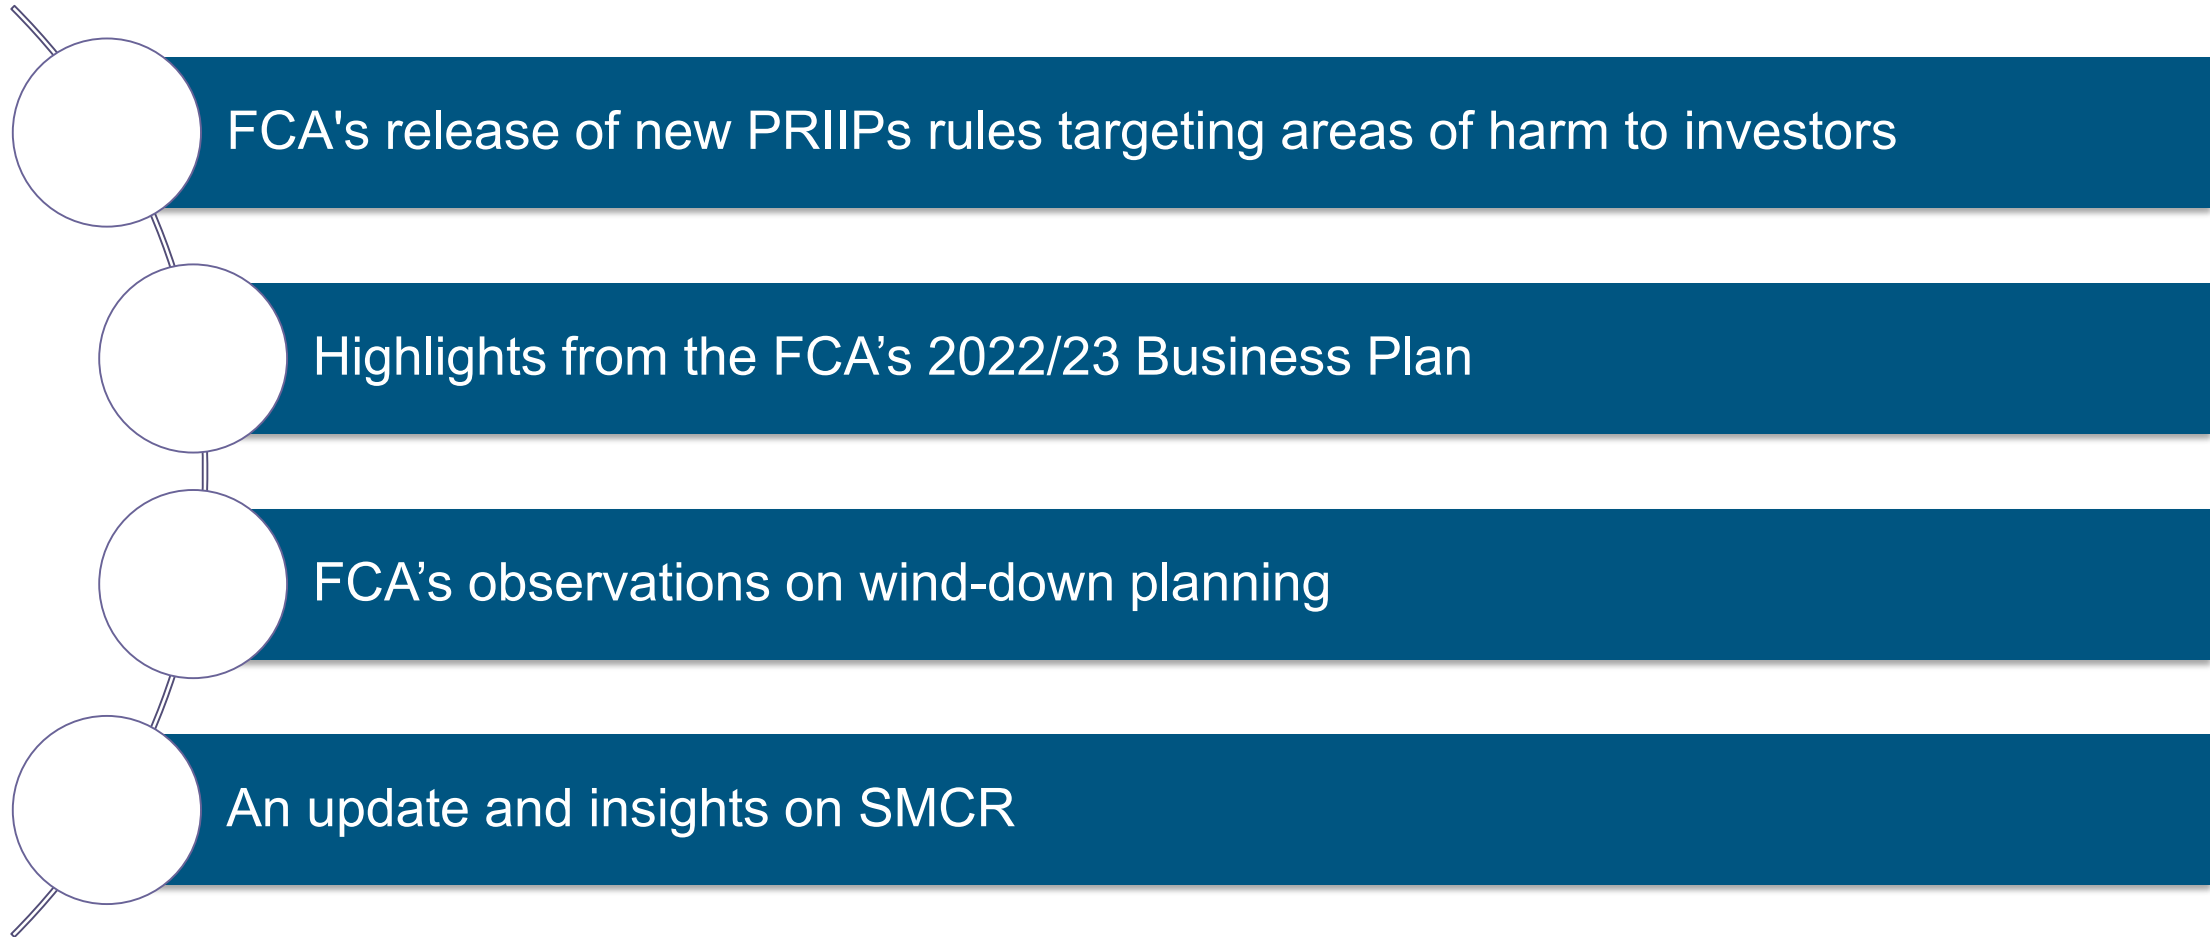 FCA's release of new PRIIPs rules targeting areas of harm to investors
Highlights from the FCA’s 2022/23 Business Plan
FCA’s observations on wind-down planning
An update and insights on SMCR